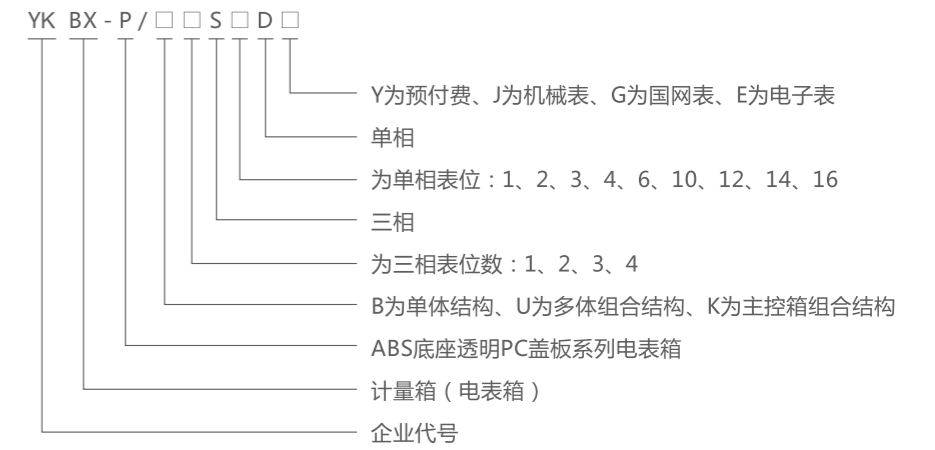 YK BX - P / □ □ S □ D □
Y为预付费、J为机械表、G为国网表、E为电子表
单相
为单相表位：1、2、3、4、6、10、12、14、16
三相
为三相表位数：1、2、3、4
B为单体结构、U为多体组合结构、K为主控箱组合结构
ABS底座透明PC盖板系列电表箱
计量箱（电表箱）
企业代号